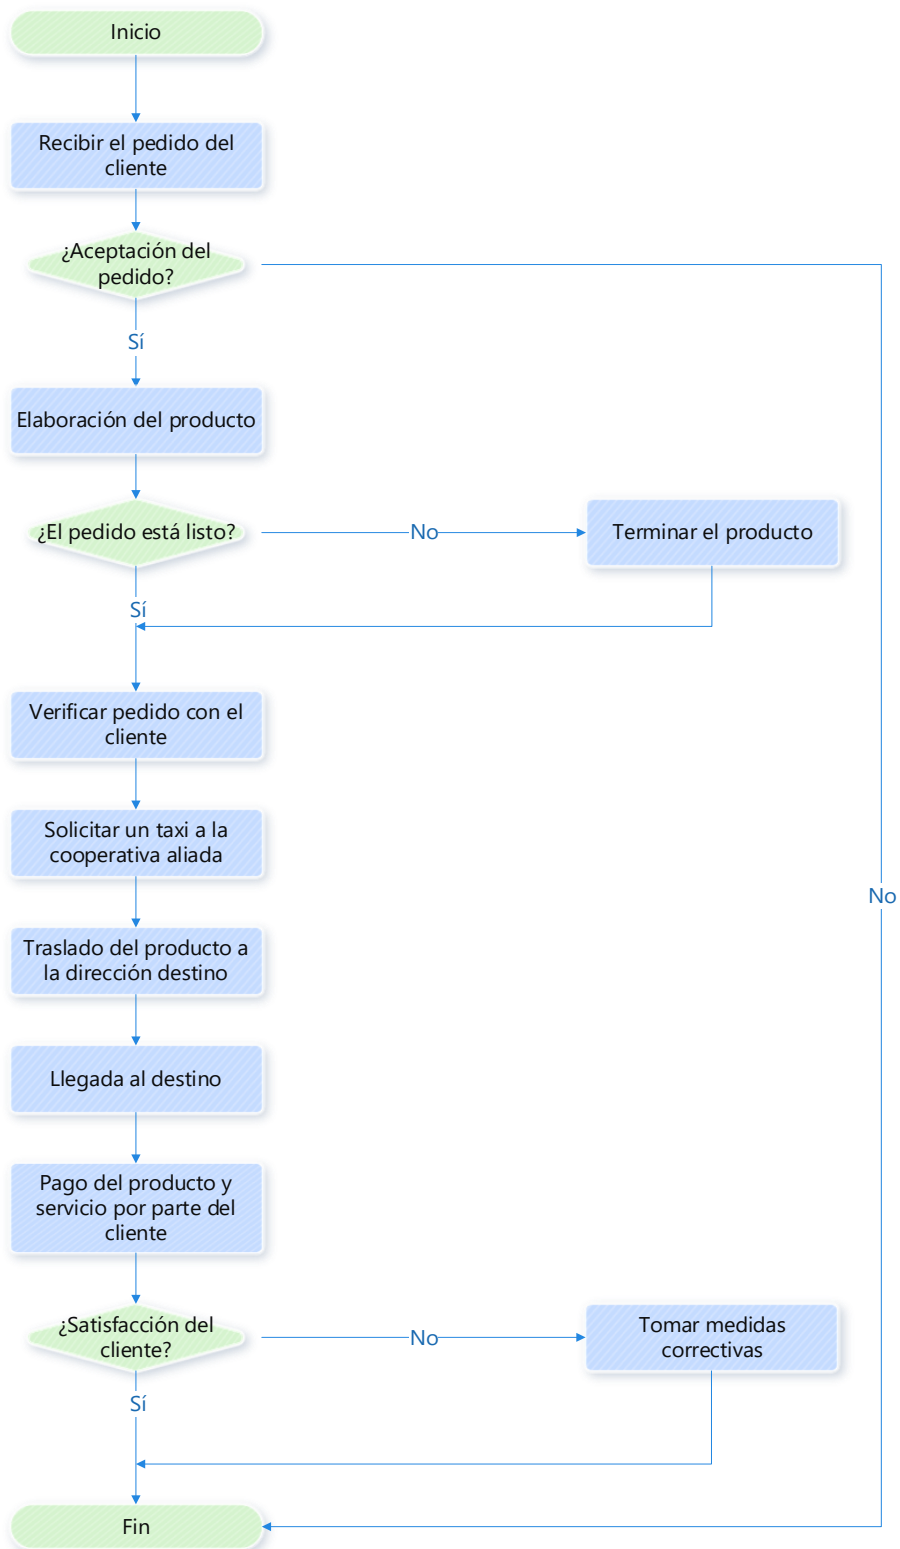 Inicio
Recibir el pedido del
cliente
¿Aceptación del
pedido?
Sí
Elaboración del producto
¿El pedido está listo?
No
Terminar el producto
Sí
Verificar pedido con el
cliente
Solicitar un taxi a la
cooperativa aliada
No
Traslado del producto a
la dirección destino
Llegada al destino
Pago del producto y
servicio por parte del
cliente
¿Satisfacción del
cliente?
No
Tomar medidas
correctivas
Sí
Fin